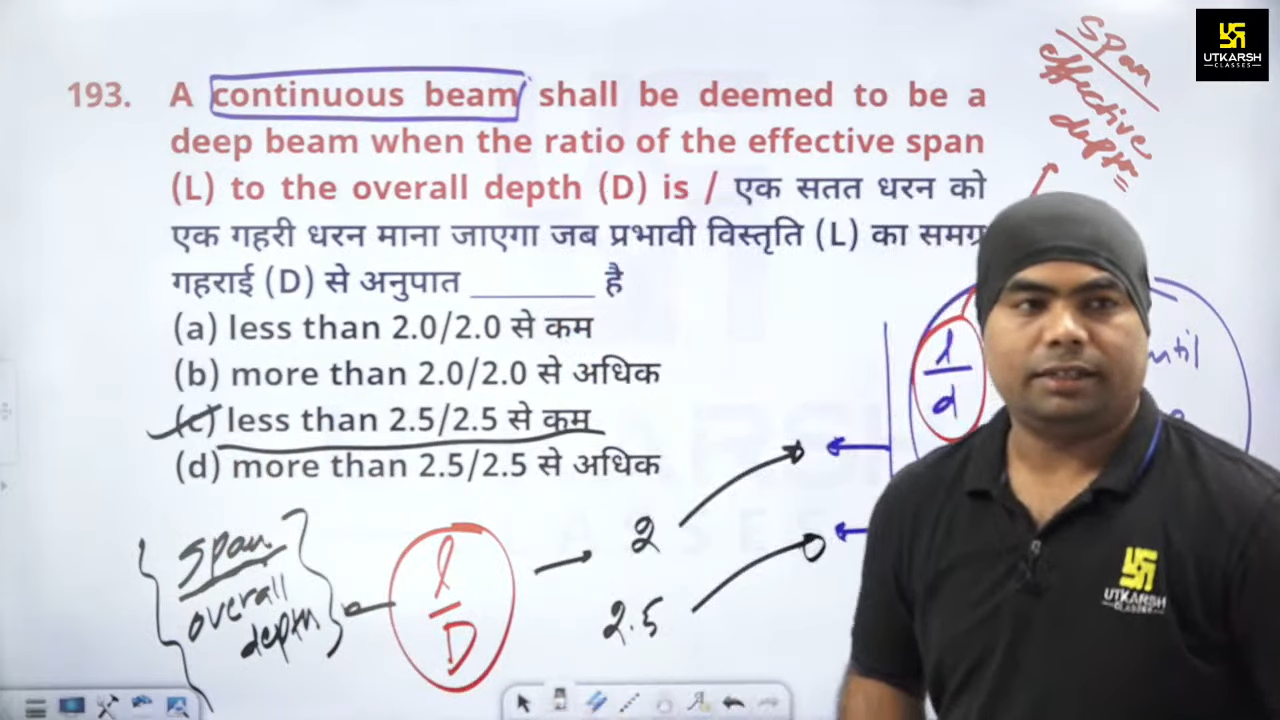 UTKARSH
CLASSES
span
effective
depth
193. A continuous beam shall be deemed to be a
deep beam when the ratio of the effective span
(L) to the overall depth (D) is / एक सतत धरन को
एक गहरी धरन माना जाएगा जब प्रभावी विस्तृति (L) का समग्र
गहराई (D) से अनुपात ________ है
(a) less than 2.0/2.0 से कम
(b) more than 2.0/2.0 से अधिक
(c) less than 2.5/2.5 से कम
(d) more than 2.5/2.5 से अधिक
l
d
span
overall
depth
l
D
2
2.5
UTKARSH
CLASSES